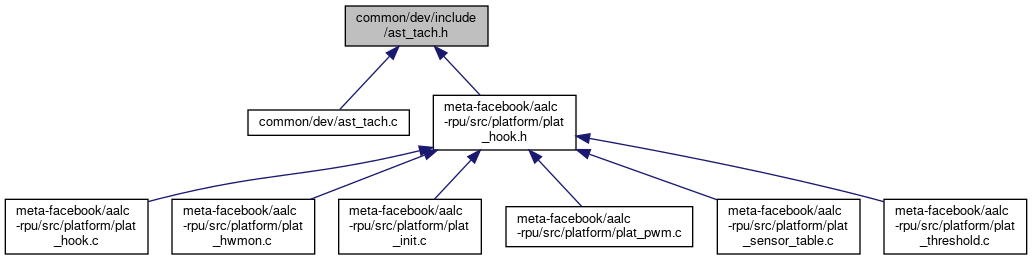 common/dev/include
/ast_tach.h
common/dev/ast_tach.c
meta-facebook/aalc
-rpu/src/platform/plat
_hook.h
meta-facebook/aalc
-rpu/src/platform/plat
_hook.c
meta-facebook/aalc
-rpu/src/platform/plat
_hwmon.c
meta-facebook/aalc
-rpu/src/platform/plat
_init.c
meta-facebook/aalc
-rpu/src/platform/plat_pwm.c
meta-facebook/aalc
-rpu/src/platform/plat
_sensor_table.c
meta-facebook/aalc
-rpu/src/platform/plat
_threshold.c